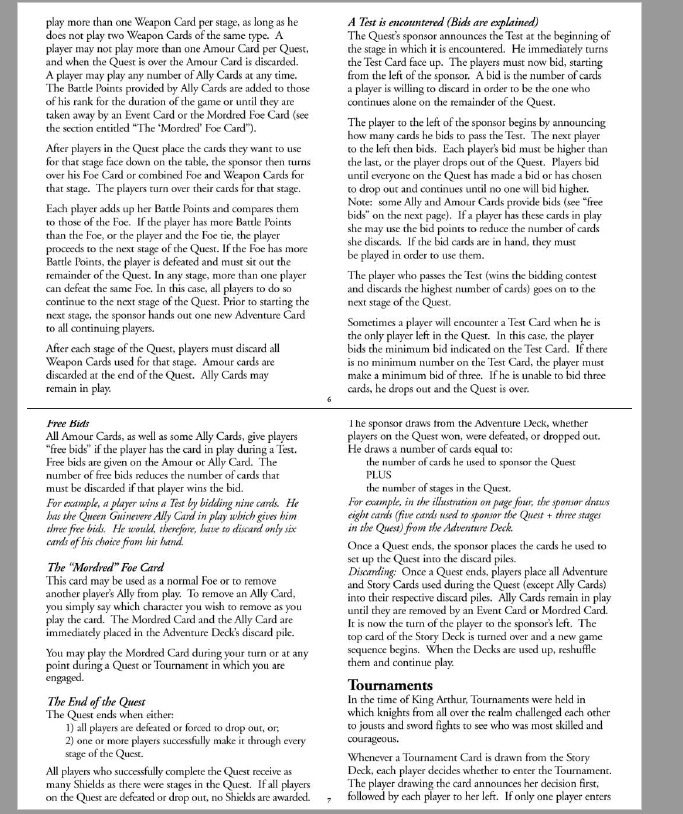 play more than one Weapon Card per stage, as long as he
does not play two Weapon Cards of the same type. A
player may not play more than one Amour Card per Quest,
and when the Quest is over the Amour Card is discarded.
A player may play any number of Ally Cards at any time.
The Battle Points provided by Ally Cards are added to those
of his rank for the duration of the game or until they are
taken away by an Event Card or the Mordred Foe Card (see
the section entitled “The ‘Mordred’ Foe Card”).
After players in the Quest place the cards they want to use
for that stage face down on the table, the sponsor then turns
over his Foe Card or combined Foe and Weapon Cards for
that stage. The players turn over their cards for that stage.
Each player adds up her Battle Points and compares them
to those of the Foe. If the player has more Battle Points
than the Foe, or the player and the Foe tie, the player
proceeds to the next stage of the Quest. If the Foe has more
Battle Points, the player is defeated and must sit out the
remainder of the Quest. In any stage, more than one player
can defeat the same Foe. In this case, all players to do so
continue to the next stage of the Quest. Prior to starting the
next stage, the sponsor hands out one new Adventure Card
to all continuing players.
After each stage of the Quest, players must discard all
Weapon Cards used for that stage. Amour cards are
discarded at the end of the Quest. Ally Cards may
remain in play.
A Test is encountered (Bids are explained)
The Quest’s sponsor announces the Test at the beginning of
the stage in which it is encountered. He immediately turns
the Test Card face up. The players must now bid, starting
from the left of the sponsor. A bid is the number of cards
a player is willing to discard in order to be the one who
continues alone on the remainder of the Quest.
The player to the left of the sponsor begins by announcing
how many cards he bids to pass the Test. The next player
to the left then bids. Each player’s bid must be higher than
the last, or the player drops out of the Quest. Players bid
until everyone on the Quest has made a bid or has chosen
to drop out and continues until no one will bid higher.
Note: some Ally and Amour Cards provide bids (see “free
bids” on the next page). If a player has these cards in play
she may use the bid points to reduce the number of cards
she discards. If the bid cards are in hand, they must
be played in order to use them.
The player who passes the Test (wins the bidding contest
and discards the highest number of cards) goes on to the
next stage of the Quest.
Sometimes a player will encounter a Test Card when he is
the only player left in the Quest. In this case, the player
bids the minimum bid indicated on the Test Card. If there
is no minimum number on the Test Card, the player must
make a minimum bid of three. If he is unable to bid three
cards, he drops out and the Quest is over.
6
Free Bids
All Amour Cards, as well as some Ally Cards, give players
“free bids” if the player has the card in play during a Test.
Free bids are given on the Amour or Ally Card. The
number of free bids reduces the number of cards that
must be discarded if that player wins the bid.
For example, a player wins a Test by bidding nine cards. He
has the Queen Guinevere Ally Card in play which gives him
three free bids. He would, therefore, have to discard only six
cards of his choice from his hand.
The “Mordred” Foe Card
This card may be used as a normal Foe or to remove
another player’s Ally from play. To remove an Ally Card,
you simply say which character you wish to remove as you
play the card. The Mordred Card and the Ally Card are
immediately placed in the Adventure Deck’s discard pile.
You may play the Mordred Card during your turn or at any
point during a Quest or Tournament in which you are
engaged.
The End of the Quest
The Quest ends when either:
1) all players are defeated or forced to drop out, or;
2) one or more players successfully make it through every
stage of the Quest.
All players who successfully complete the Quest receive as
many Shields as there were stages in the Quest. If all players
on the Quest are defeated or drop out, no Shields are awarded.
The sponsor draws from the Adventure Deck, whether
players on the Quest won, were defeated, or dropped out.
He draws a number of cards equal to:
the number of cards he used to sponsor the Quest
PLUS
the number of stages in the Quest.
For example, in the illustration on page four, the sponsor draws
eight cards (five cards used to sponsor the Quest + three stages
in the Quest) from the Adventure Deck.
Once a Quest ends, the sponsor places the cards he used to
set up the Quest into the discard piles.
Discarding: Once a Quest ends, players place all Adventure
and Story Cards used during the Quest (except Ally Cards)
into their respective discard piles. Ally Cards remain in play
until they are removed by an Event Card or Mordred Card.
It is now the turn of the player to the sponsor’s left. The
top card of the Story Deck is turned over and a new game
sequence begins. When the Decks are used up, reshuffle
them and continue play.
Tournaments
In the time of King Arthur, Tournaments were held in
which knights from all over the realm challenged each other
to jousts and sword fights to see who was most skilled and
courageous.
Whenever a Tournament Card is drawn from the Story
Deck, each player decides whether to enter the Tournament.
The player drawing the card announces her decision first,
followed by each player to her left. If only one player enters
7